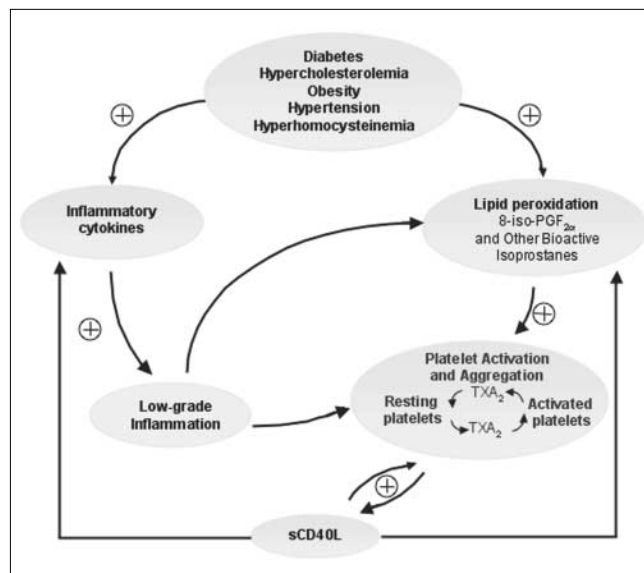 Diabetes
Hypercholesterolemia
Obesity
Hypertension
Hyperhomocysteinemia
Inflammatory
cytokines
Lipid peroxidation
8-iso-PGF2α
and Other Bioactive
Isoprostanes
Platelet Activation
and Aggregation
Resting
platelets
TXA2
TXA2
Activated
platelets
Low-grade
Inflammation
sCD40L